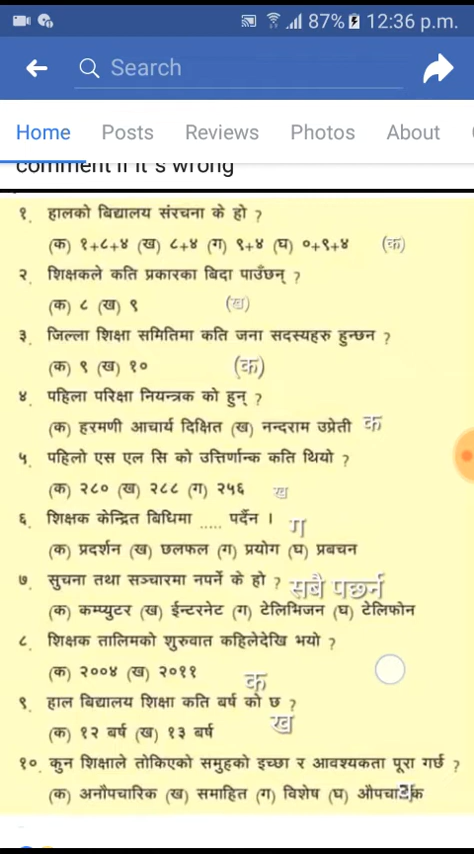 87% 12:36 p.m.
Search
Home Posts Reviews Photos About
comment if it's wrong
१. हालको बिद्यालय संरचना के हो ?
(क) १+८+४ (ख) ८+४ (ग) ९+४ (घ) ०+९+४ (क)
२. शिक्षकले कति प्रकारका बिदा पाउँछन् ?
(क) ८ (ख) ९ (ख)
३. जिल्ला शिक्षा समितिमा कति जना सदस्यहरु हुन्छन ?
(क) ९ (ख) १० (क)
४. पहिला परिक्षा नियन्त्रक को हुन् ?
(क) हरमणी आचार्य दिक्षित (ख) नन्दराम उप्रेती क
५. पहिलो एस एल सि को उत्तिर्णान्क कति थियो ?
(क) २८० (ख) २८८ (ग) २५६ ख
६. शिक्षक केन्द्रित बिधिमा ..... पर्दैन । ग
(क) प्रदर्शन (ख) छलफल (ग) प्रयोग (घ) प्रबचन
७. सुचना तथा सञ्चारमा नपर्ने के हो ? सबै पर्छन
(क) कम्प्युटर (ख) ईन्टरनेट (ग) टेलिभिजन (घ) टेलिफोन
८. शिक्षक तालिमको शुरुवात कहिलेदेखि भयो ?
(क) २००४ (ख) २०११ क
९. हाल बिद्यालय शिक्षा कति बर्ष को छ ?
(क) १२ बर्ष (ख) १३ बर्ष ख
१०. कुन शिक्षाले तोकिएको समुहको इच्छा र आवश्यकता पूरा गर्छ ?
(क) अनौपचारिक (ख) समाहित (ग) विशेष (घ) औपचारिक